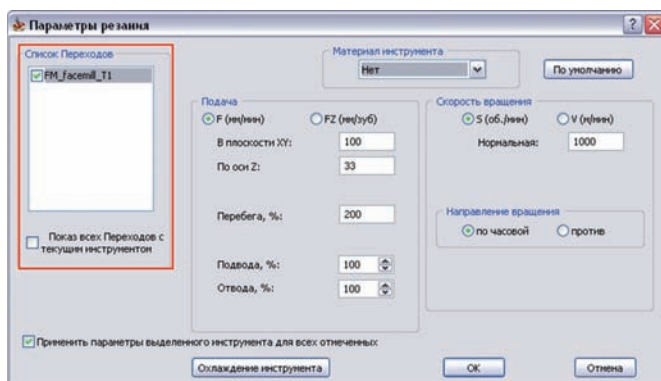 Параметры резания
Список Переходов
FM_facemill_T1
Показ всех Переходов с
текущим инструментом
Материал инструмента
Нет
По умолчанию
Подача
F (мм/мин) FZ (мм/зуб)
В плоскости XY: 100
По оси Z: 33
Перебега, %: 200
Подвода, %: 100
Отвода, %: 100
Скорость вращения
S (об./мин) V (м/мин)
Нормальная: 1000
Направление вращения
по часовой против
Применить параметры выделенного инструмента для всех отмеченных
Охлаждение инструмента OK Отмена